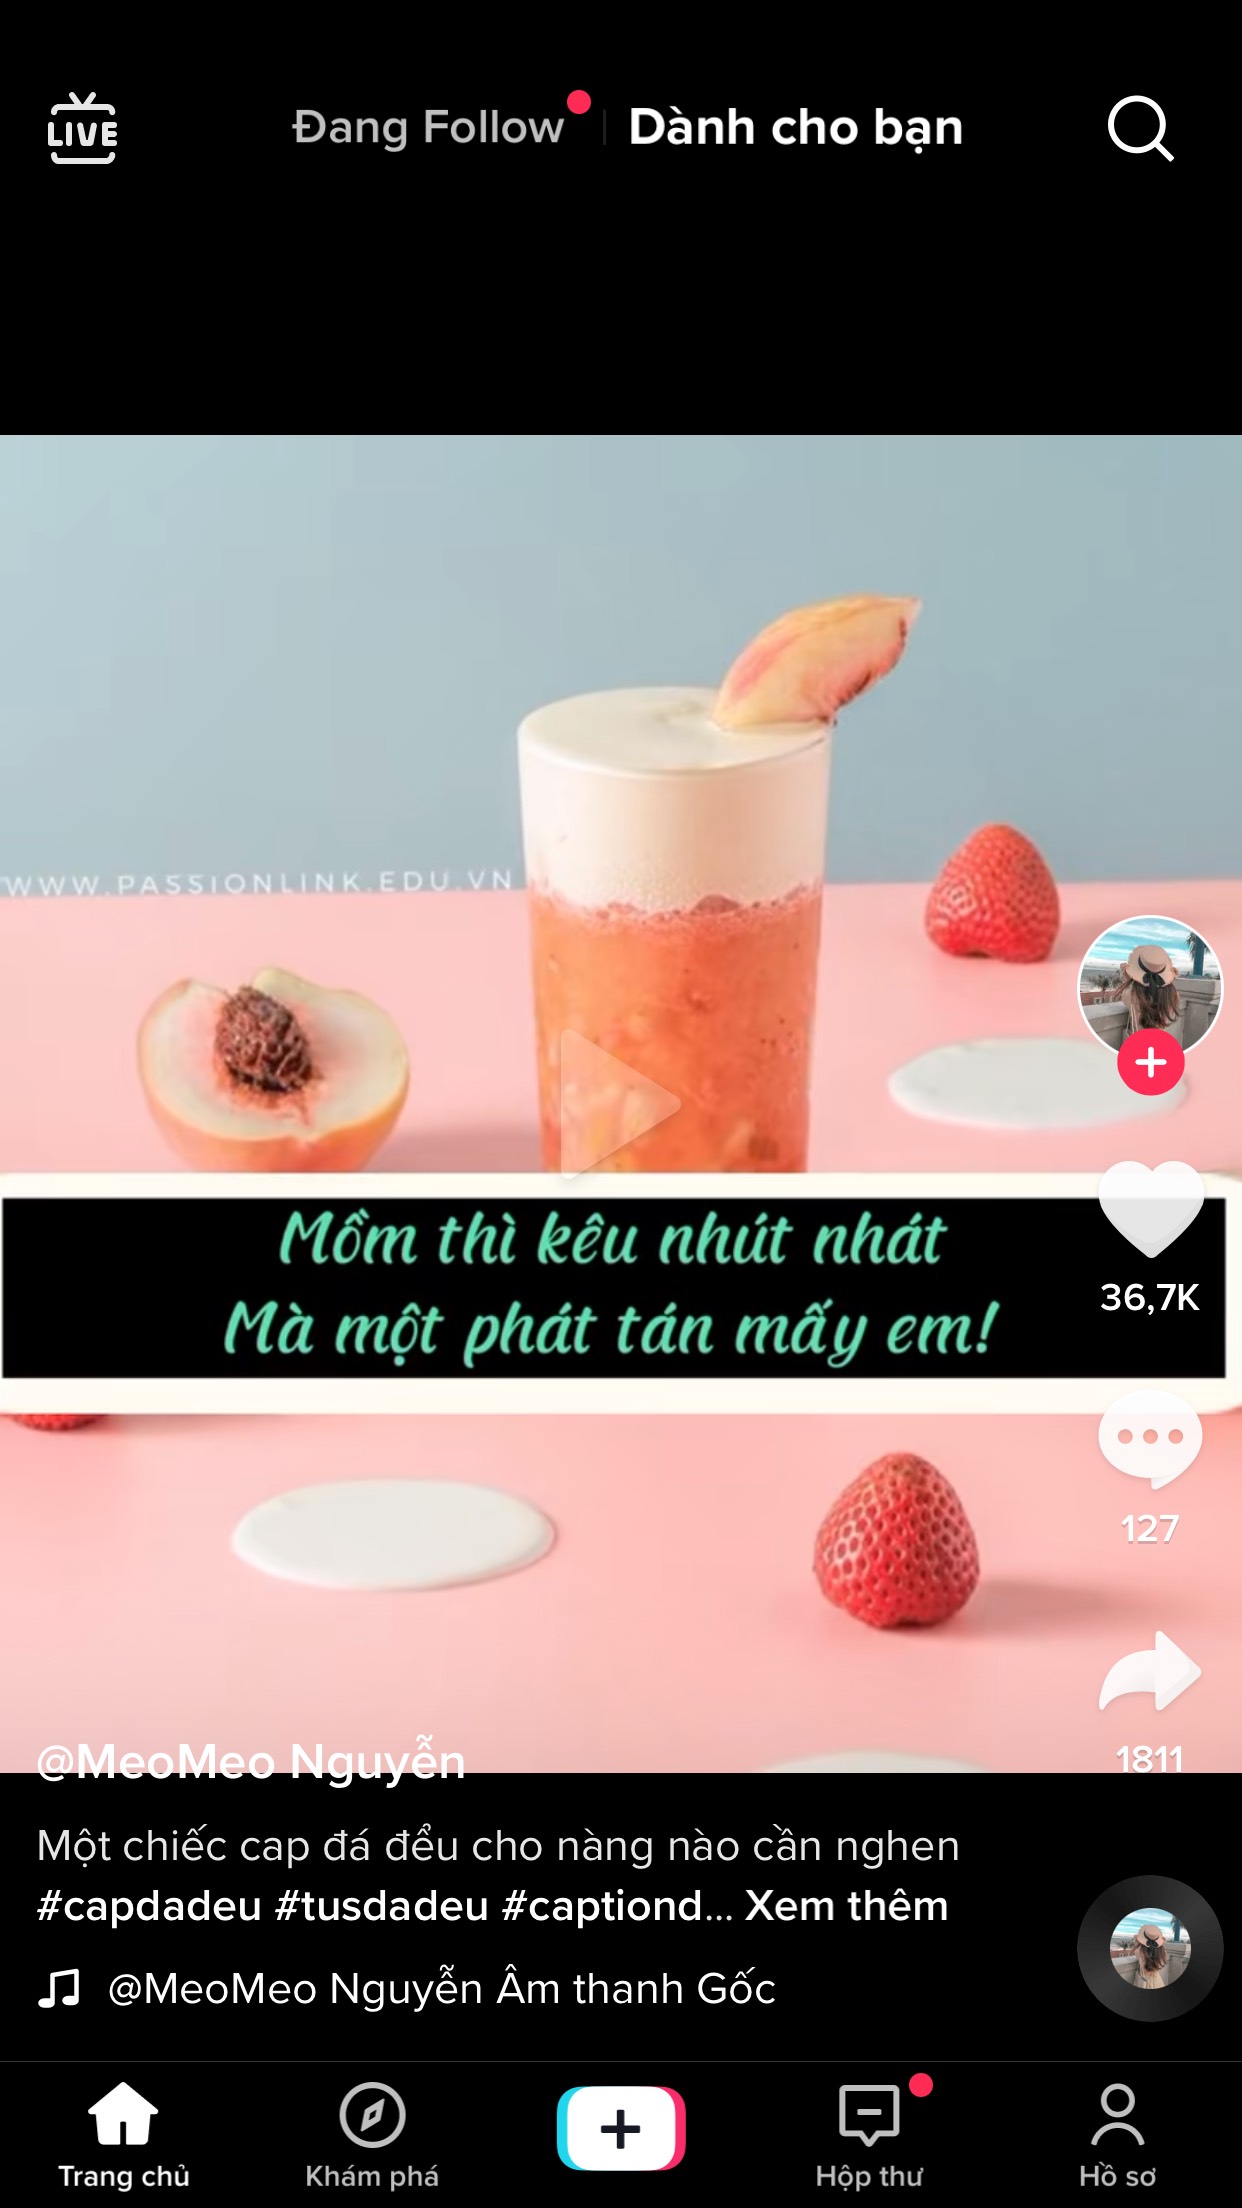 LIVE
Đang Follow
Dành cho bạn
WWW.PASSIONLINK.EDU.VN
Mồm thì kêu nhút nhát
Mà một phát tán mấy em!
36,7K
127
1811
@MeoMeo Nguyễn
Một chiếc cap đá đểu cho nàng nào cần nghen
#capdadeu #tusdadeu #captiond... Xem thêm
@MeoMeo Nguyễn Âm thanh Gốc
Trang chủ
Khám phá
Hộp thư
Hồ sơ